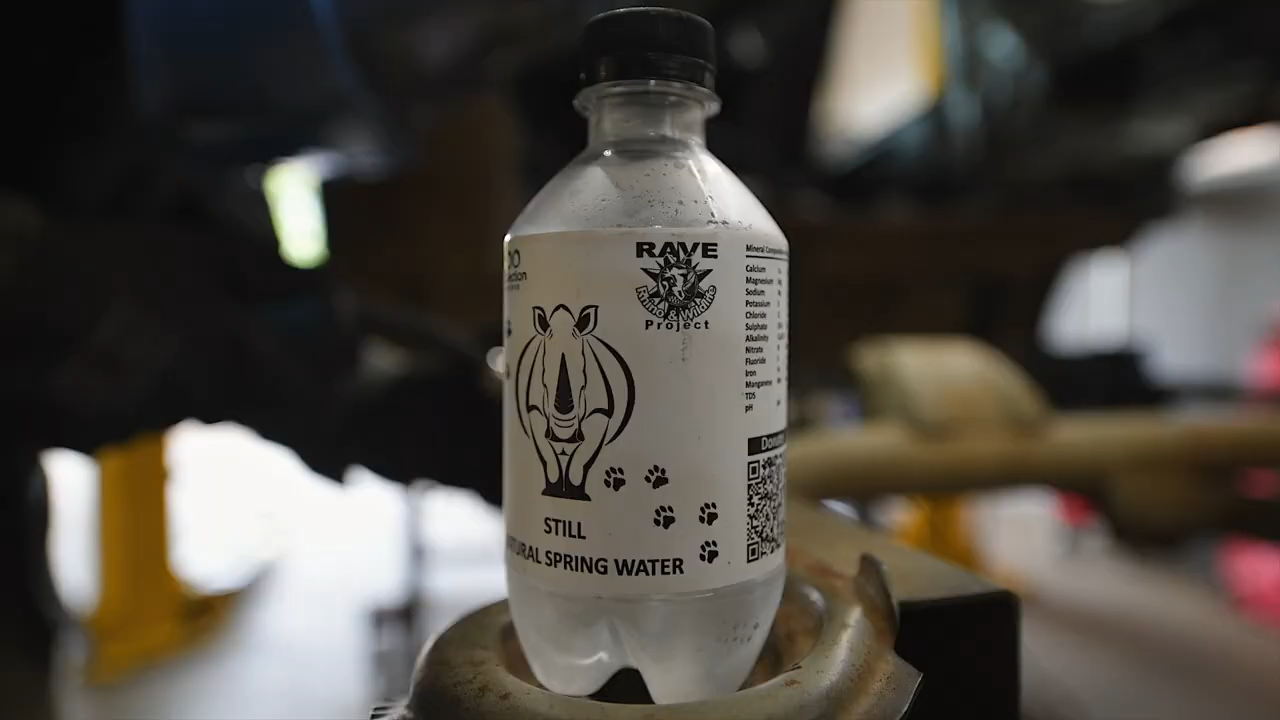 RAVE
Rhino & Wildlife
Project
STILL
SPRING WATER
Mineral
Calcium
Magnesium
Sodium
Potassium
Chloride
Sulphate
Alkalinity
Nitrate
Fluoride
Iron
Manganese
TDS
pH